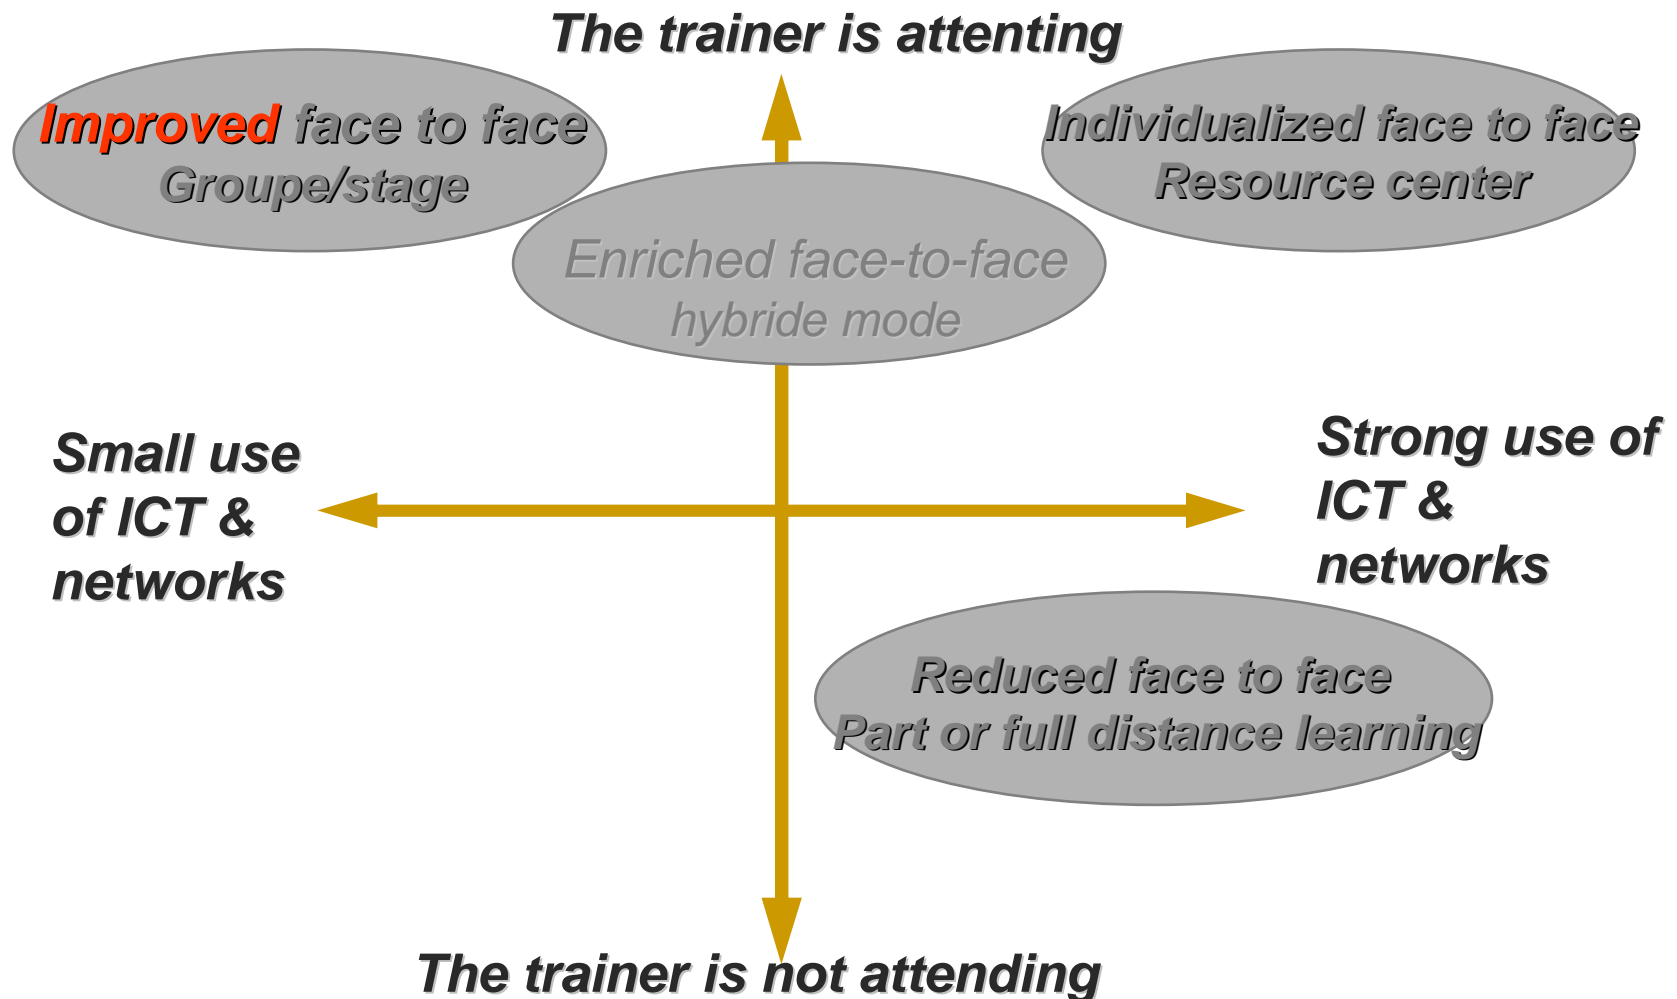 The trainer is attenting
Improved face to face
Groupe/stage
Individualized face to face
Resource center
Enriched face-to-face
hybride mode
Small use
of ICT &
networks
Strong use of
ICT &
networks
Reduced face to face
Part or full distance learning
The trainer is not attending